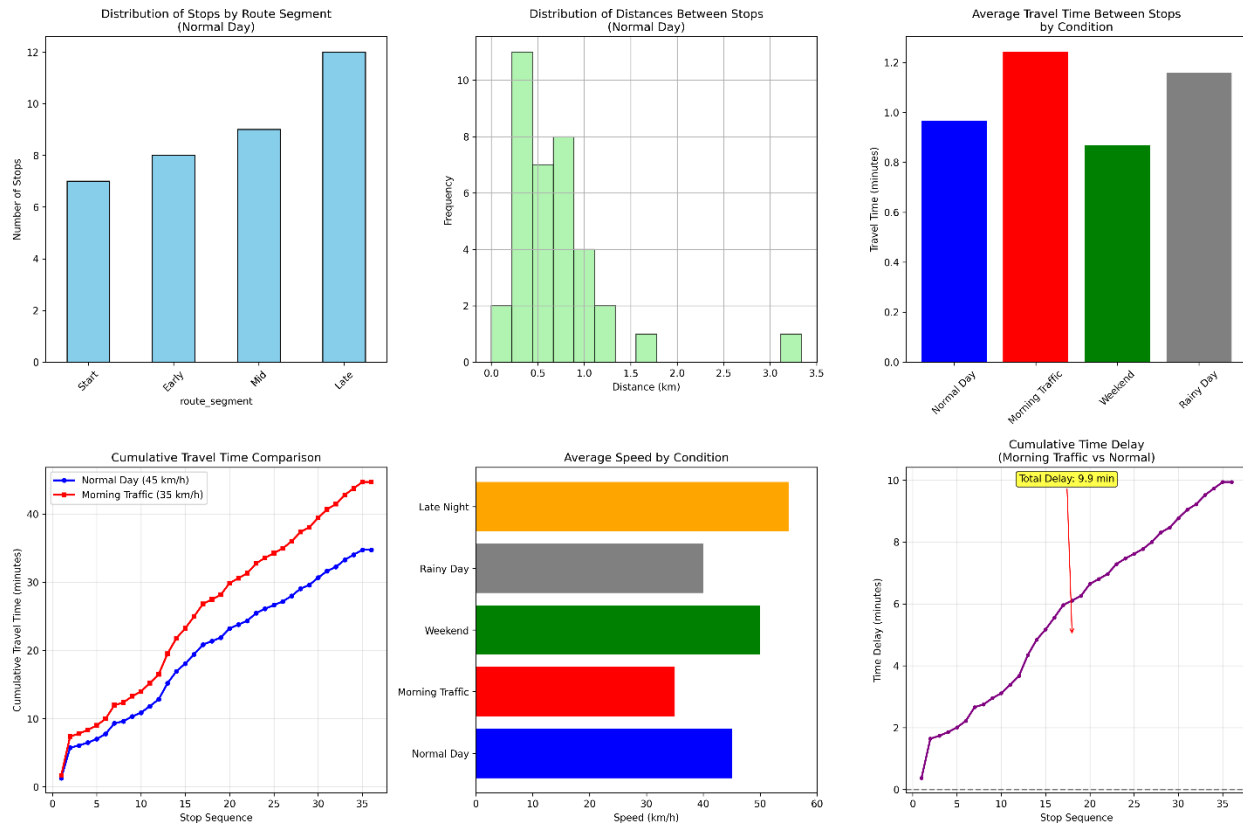 Distribution of Stops by Route Segment
(Normal Day)
12
10
8
6
4
2
0
Number of Stops
Start
Early
Mid
Late
route_segment
Distribution of Distances Between Stops
(Normal Day)
10
8
6
4
2
0
Frequency
0.0
0.5
1.0
1.5
2.0
2.5
3.0
3.5
Distance (km)
Average Travel Time Between Stops
by Condition
1.2
1.0
0.8
0.6
0.4
0.2
0.0
Travel Time (minutes)
Normal Day
Morning Traffic
Weekend
Rainy Day
Cumulative Travel Time Comparison
Normal Day (45 km/h)
Morning Traffic (35 km/h)
40
30
20
10
0
Cumulative Travel Time (minutes)
0
5
10
15
20
25
30
35
Stop Sequence
Average Speed by Condition
Late Night
Rainy Day
Weekend
Morning Traffic
Normal Day
0
10
20
30
40
50
60
Speed (km/h)
Cumulative Time Delay
(Morning Traffic vs Normal)
Total Delay: 9.9 min
10
8
6
4
2
0
Time Delay (minutes)
0
5
10
15
20
25
30
35
Stop Sequence